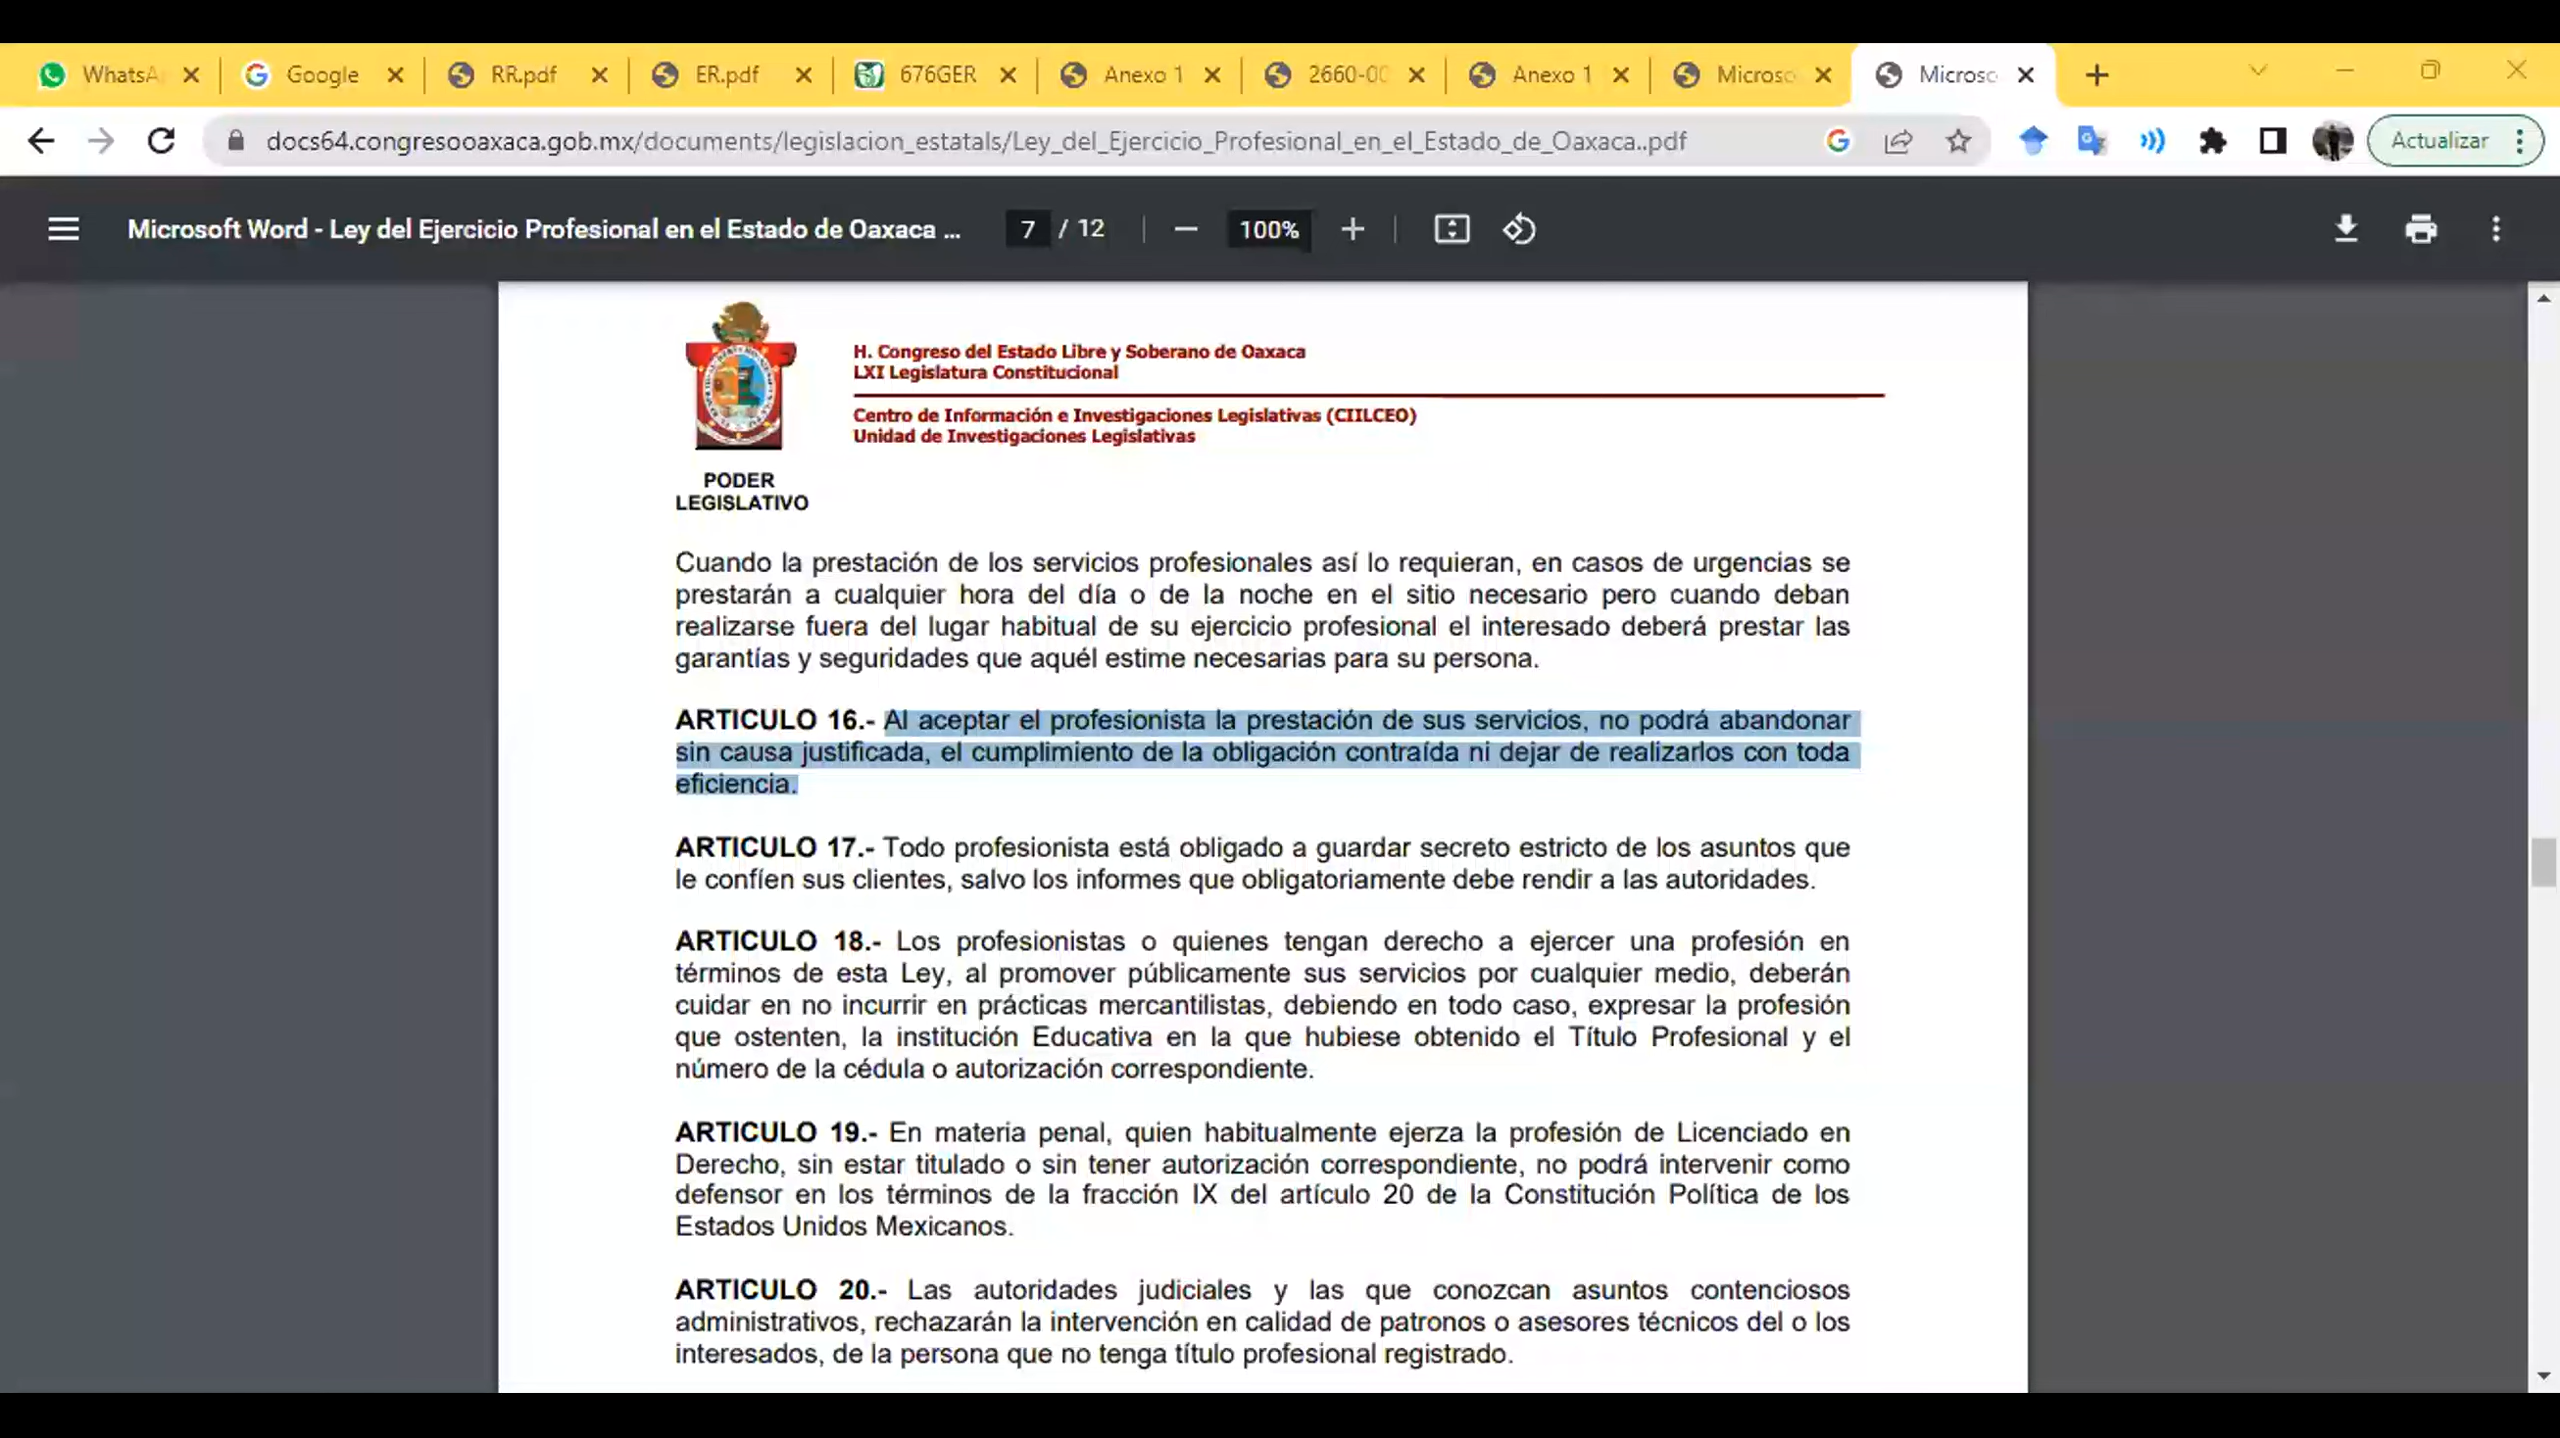 WhatsA
Google
RR.pdf
ER.pdf
676GER
Anexo 1
2660-00
Anexo 1
Microso
Microsc
docs64.congresooaxaca.gob.mx/documents/legislacion_estatals/Ley_del_Ejercicio_Profesional_en_el_Estado_de_Oaxaca..pdf
Actualizar
Microsoft Word - Ley del Ejercicio Profesional en el Estado de Oaxaca ...
7 / 12
100%
H. Congreso del Estado Libre y Soberano de Oaxaca
LXI Legislatura Constitucional
Centro de Información e Investigaciones Legislativas (CIILCEO)
Unidad de Investigaciones Legislativas
PODER
LEGISLATIVO
Cuando la prestación de los servicios profesionales así lo requieran, en casos de urgencias se
prestarán a cualquier hora del día o de la noche en el sitio necesario pero cuando deban
realizarse fuera del lugar habitual de su ejercicio profesional el interesado deberá prestar las
garantías y seguridades que aquél estime necesarias para su persona.
ARTICULO 16.- Al aceptar el profesionista la prestación de sus servicios, no podrá abandonar
sin causa justificada, el cumplimiento de la obligación contraída ni dejar de realizarlos con toda
eficiencia.
ARTICULO 17.- Todo profesionista está obligado a guardar secreto estricto de los asuntos que
le confíen sus clientes, salvo los informes que obligatoriamente debe rendir a las autoridades.
ARTICULO 18.- Los profesionistas o quienes tengan derecho a ejercer una profesión en
términos de esta Ley, al promover públicamente sus servicios por cualquier medio, deberán
cuidar en no incurrir en prácticas mercantilistas, debiendo en todo caso, expresar la profesión
que ostenten, la institución Educativa en la que hubiese obtenido el Título Profesional y el
número de la cédula o autorización correspondiente.
ARTICULO 19.- En materia penal, quien habitualmente ejerza la profesión de Licenciado en
Derecho, sin estar titulado o sin tener autorización correspondiente, no podrá intervenir como
defensor en los términos de la fracción IX del artículo 20 de la Constitución Política de los
Estados Unidos Mexicanos.
ARTICULO 20.- Las autoridades judiciales y las que conozcan asuntos contenciosos
administrativos, rechazarán la intervención en calidad de patronos o asesores técnicos del o los
interesados, de la persona que no tenga título profesional registrado.